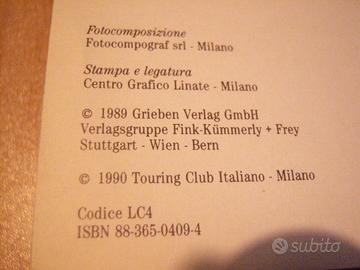 Fotocomposizione
Fotocompograf srl - Milano
Stampa e legatura
Centro Grafico Linate - Milano
© 1989 Grieben Verlag GmbH
Verlagsgruppe Fink-Kümmerly + Frey
Stuttgart - Wien - Bern
© 1990 Touring Club Italiano - Milano
Codice LC4
ISBN 88-365-0409-4
subito